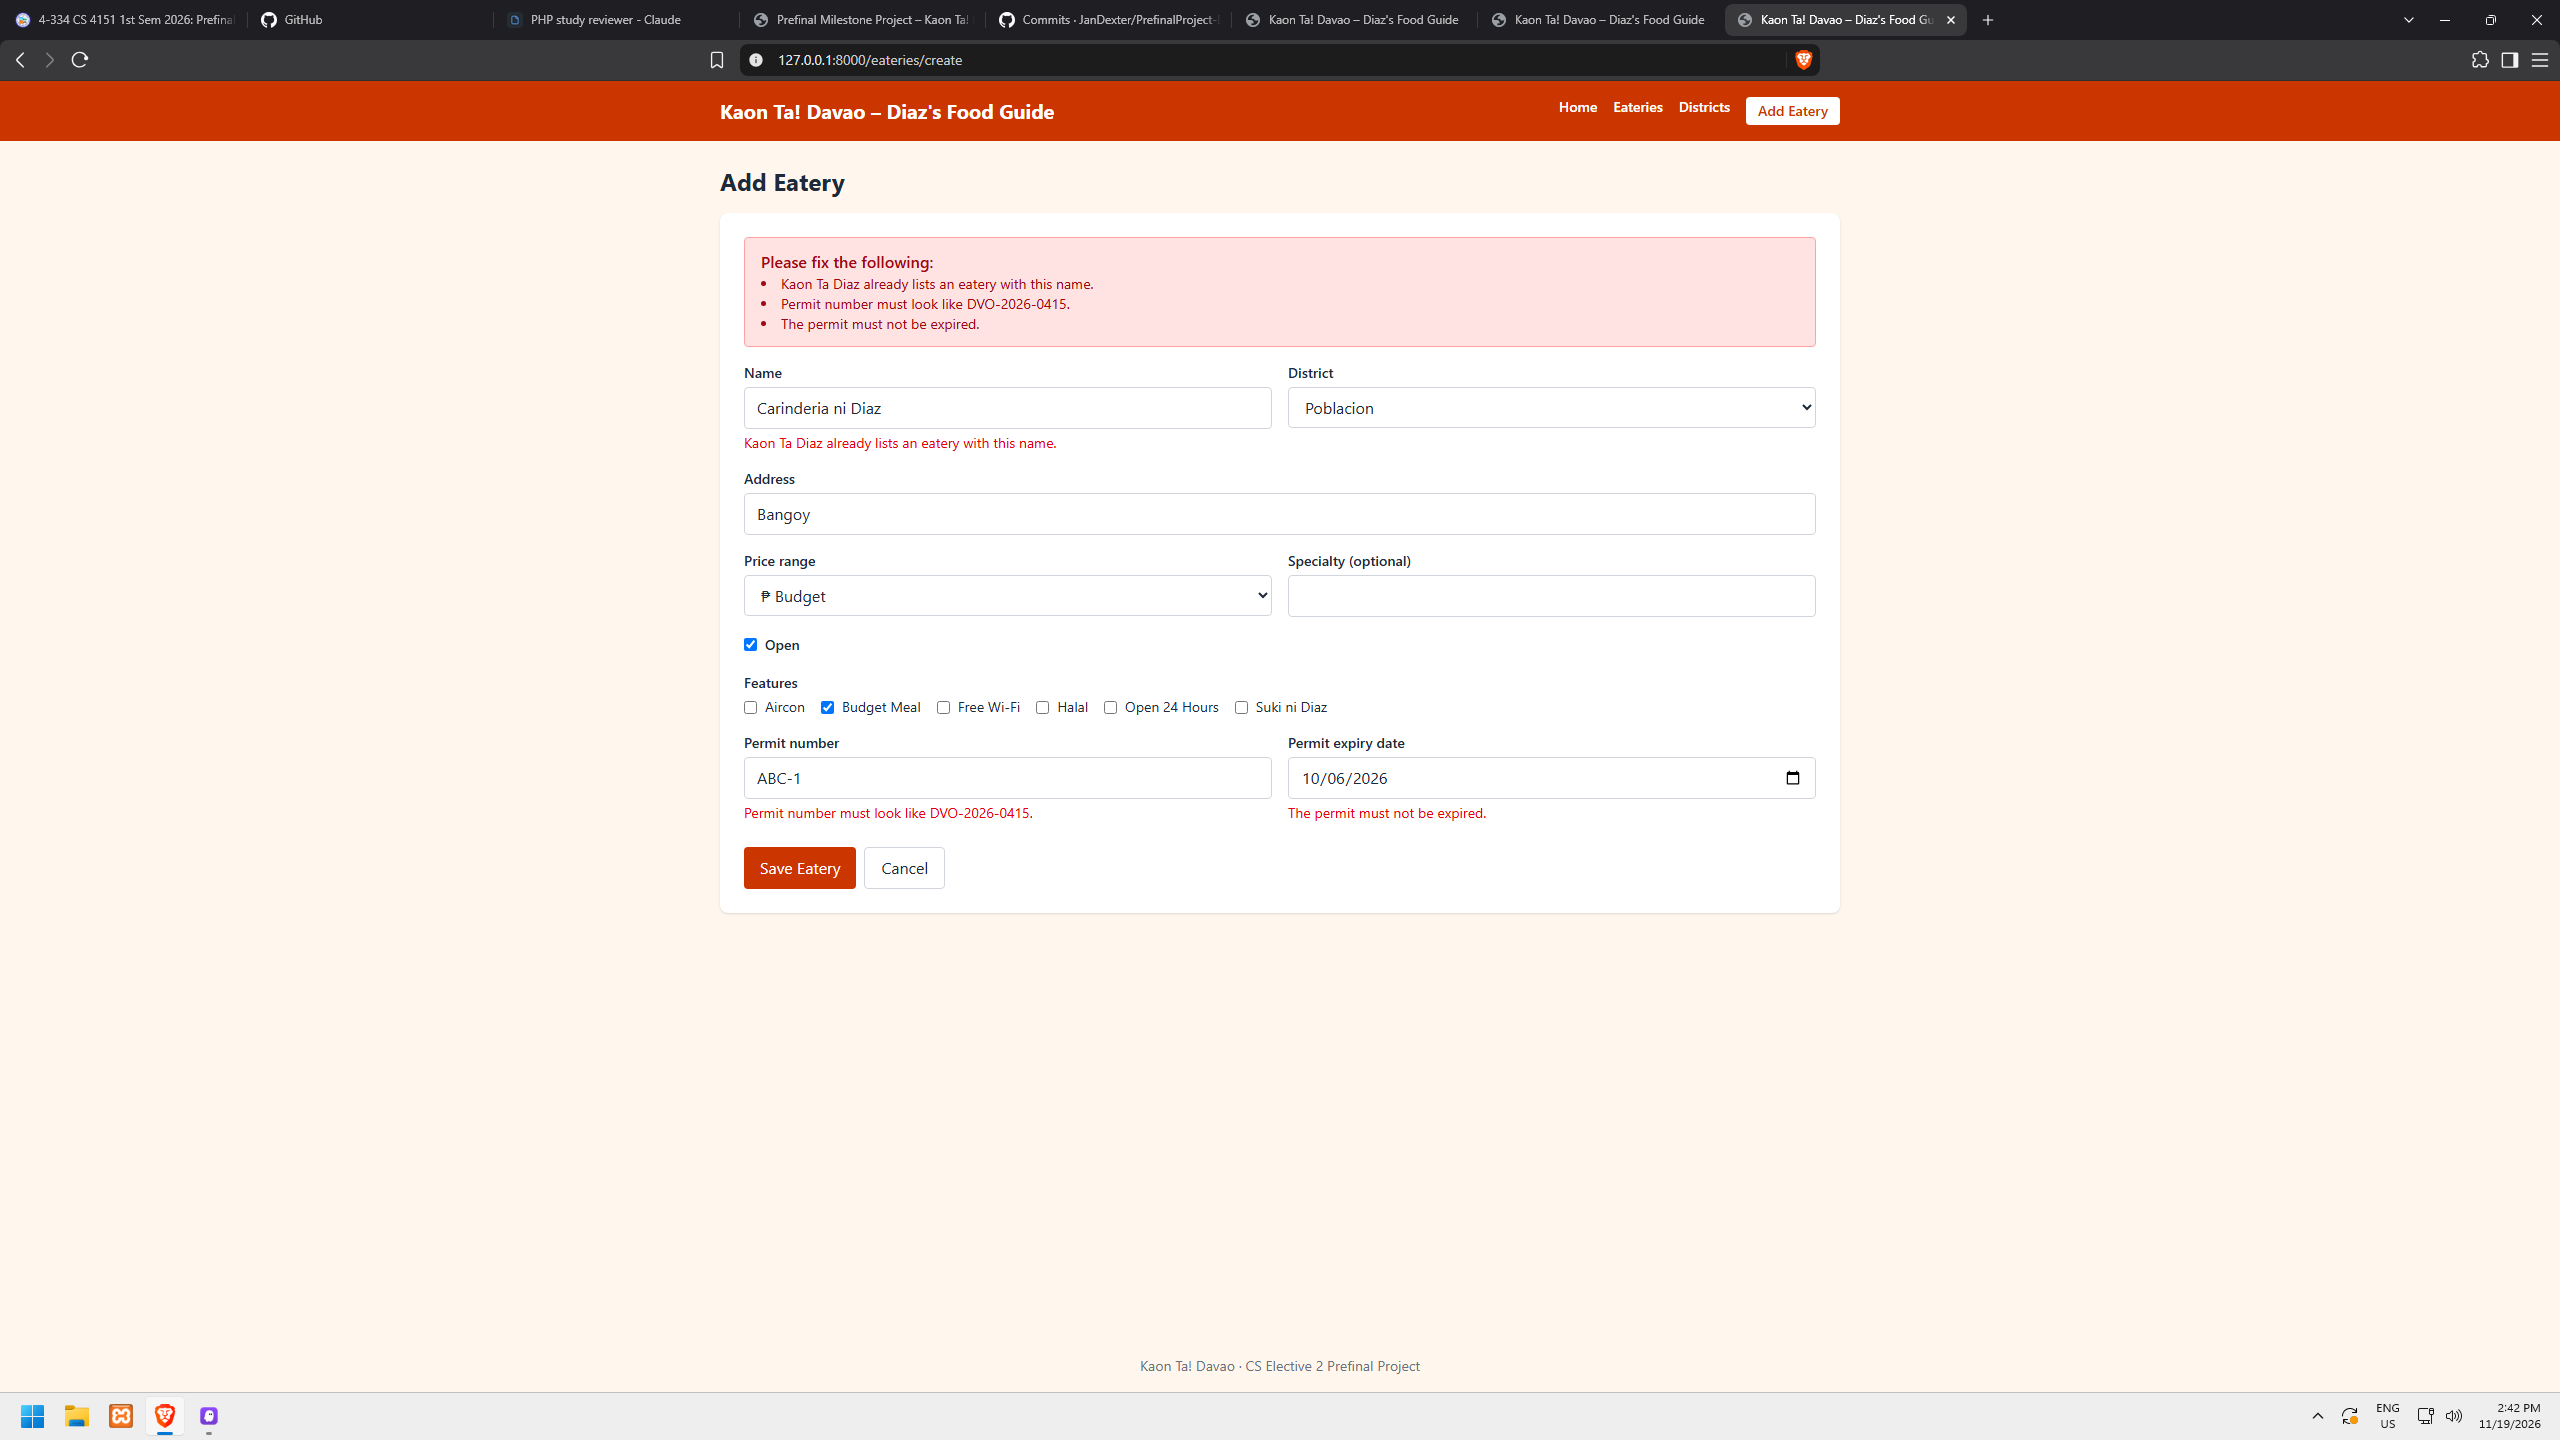 4-334 CS 4151 1st Sem 2026: Prefinal
GitHub
PHP study reviewer - Claude
Prefinal Milestone Project – Kaon Ta!
Commits · JanDexter/PrefinalProject-
Kaon Ta! Davao – Diaz's Food Guide
Kaon Ta! Davao – Diaz's Food Guide
Kaon Ta! Davao – Diaz's Food Gu
127.0.0.1:8000/eateries/create
Kaon Ta! Davao – Diaz's Food Guide
Home Eateries Districts Add Eatery
Add Eatery
Please fix the following:
• Kaon Ta Diaz already lists an eatery with this name.
• Permit number must look like DVO-2026-0415.
• The permit must not be expired.
Name
District
Carinderia ni Diaz
Poblacion
Kaon Ta Diaz already lists an eatery with this name.
Address
Bangoy
Price range
Specialty (optional)
₱ Budget
Open
Features
Aircon Budget Meal Free Wi-Fi Halal Open 24 Hours Suki ni Diaz
Permit number
Permit expiry date
ABC-1
10/06/2026
Permit number must look like DVO-2026-0415.
The permit must not be expired.
Save Eatery Cancel
Kaon Ta! Davao · CS Elective 2 Prefinal Project
ENG
US
2:42 PM
11/19/2026